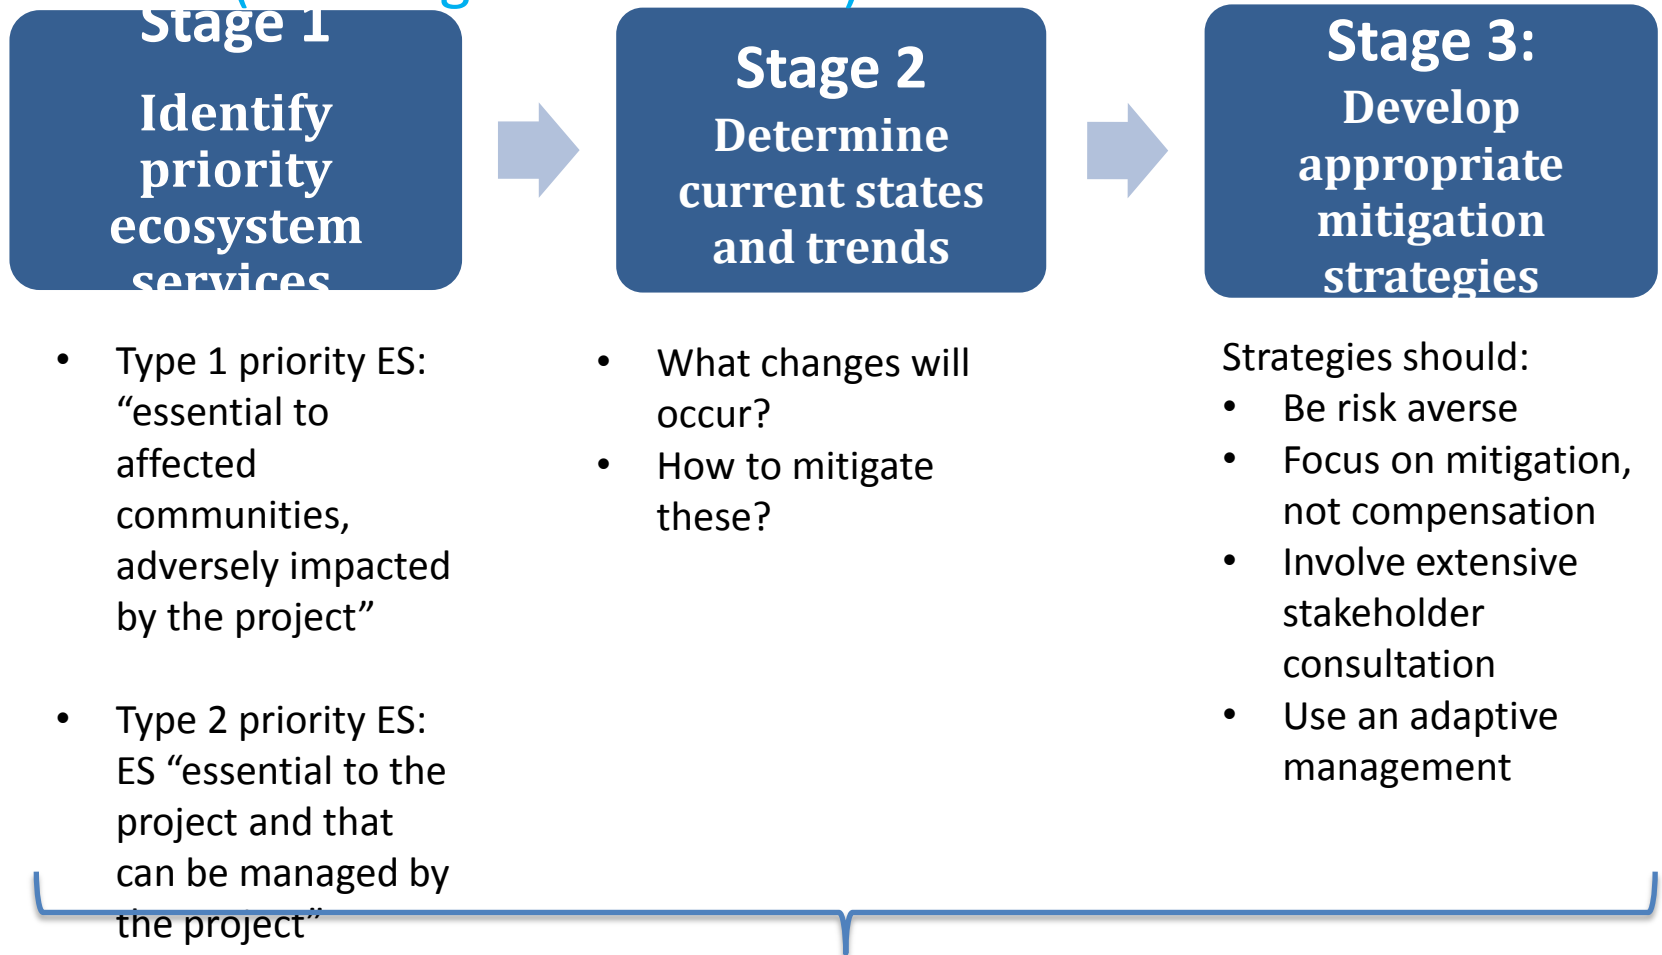 Stage 1
Identify
priority
ecosystem
services
Stage 2
Determine
current states
and trends
Stage 3:
Develop
appropriate
mitigation
strategies
• Type 1 priority ES:
“essential to
affected
communities,
adversely impacted
by the project”
• Type 2 priority ES:
ES “essential to the
project and that
can be managed by
the project”
• What changes will
occur?
• How to mitigate
these?
Strategies should:
• Be risk averse
• Focus on mitigation,
not compensation
• Involve extensive
stakeholder
consultation
• Use an adaptive
management